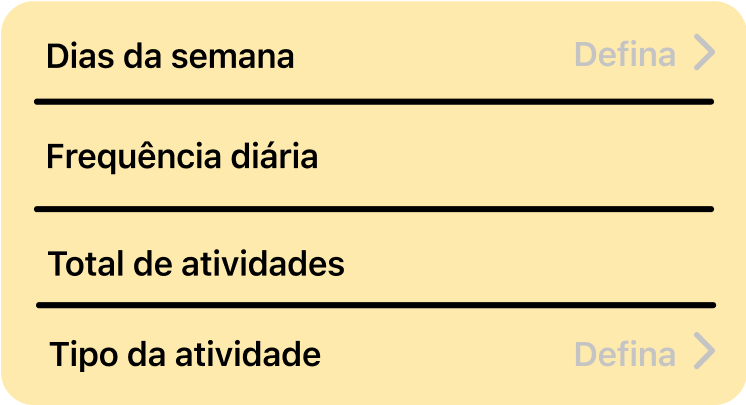 Dias da semana Defina
Frequência diária
Total de atividades
Tipo da atividade Defina